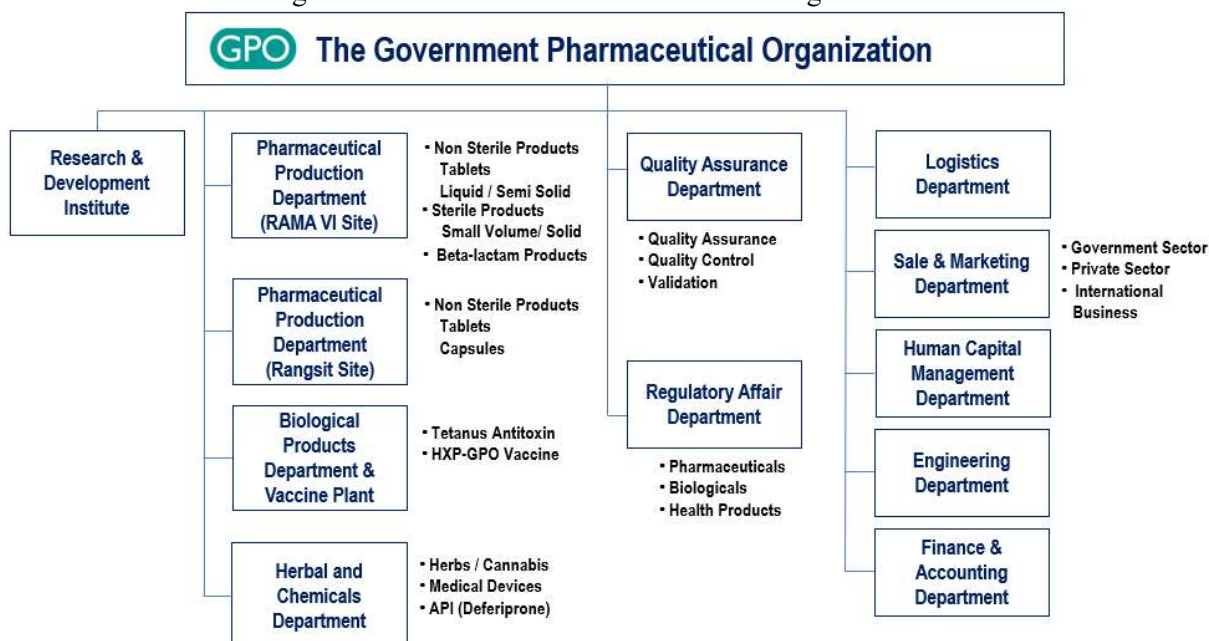 GPO The Government Pharmaceutical Organization
Research &
Development
Institute
Pharmaceutical
Production
Department
(RAMA VI Site)
▪ Non Sterile Products
Tablets
Liquid / Semi Solid
▪ Sterile Products
Small Volume/ Solid
▪ Beta-lactam Products
Pharmaceutical
Production
Department
(Rangsit Site)
▪ Non Sterile Products
Tablets
Capsules
Biological
Products
Department &
Vaccine Plant
▪ Tetanus Antitoxin
▪ HXP-GPO Vaccine
Herbal and
Chemicals
Department
▪ Herbs / Cannabis
▪ Medical Devices
▪ API (Deferiprone)
Quality Assurance
Department
▪ Quality Assurance
▪ Quality Control
▪ Validation
Regulatory Affair
Department
▪ Pharmaceuticals
▪ Biologicals
▪ Health Products
Logistics
Department
Sale & Marketing
Department
▪ Government Sector
▪ Private Sector
▪ International
Business
Human Capital
Management
Department
Engineering
Department
Finance &
Accounting
Department